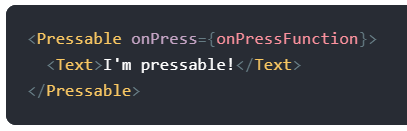 <Pressable onPress={onPressFunction}>
  <Text>I'm pressable!</Text>
</Pressable>